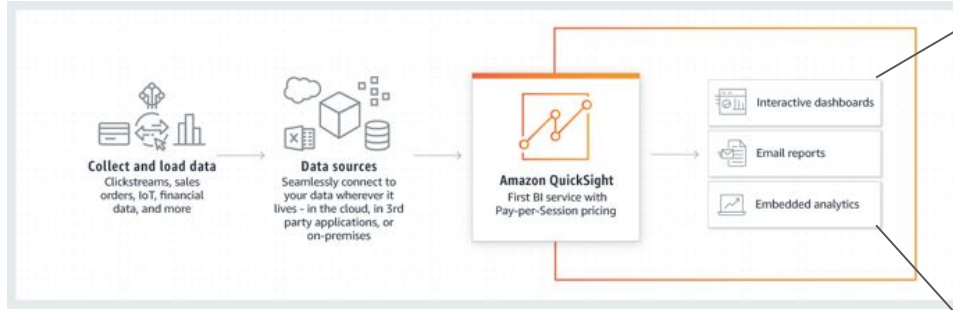 Collect and load data
Clickstreams, sales
orders, IoT, financial
data, and more
Data sources
Seamlessly connect to
your data wherever it
lives - in the cloud, in 3rd
party applications, or
on-premises
Amazon QuickSight
First BI service with
Pay-per-Session pricing
Interactive dashboards
Email reports
Embedded analytics